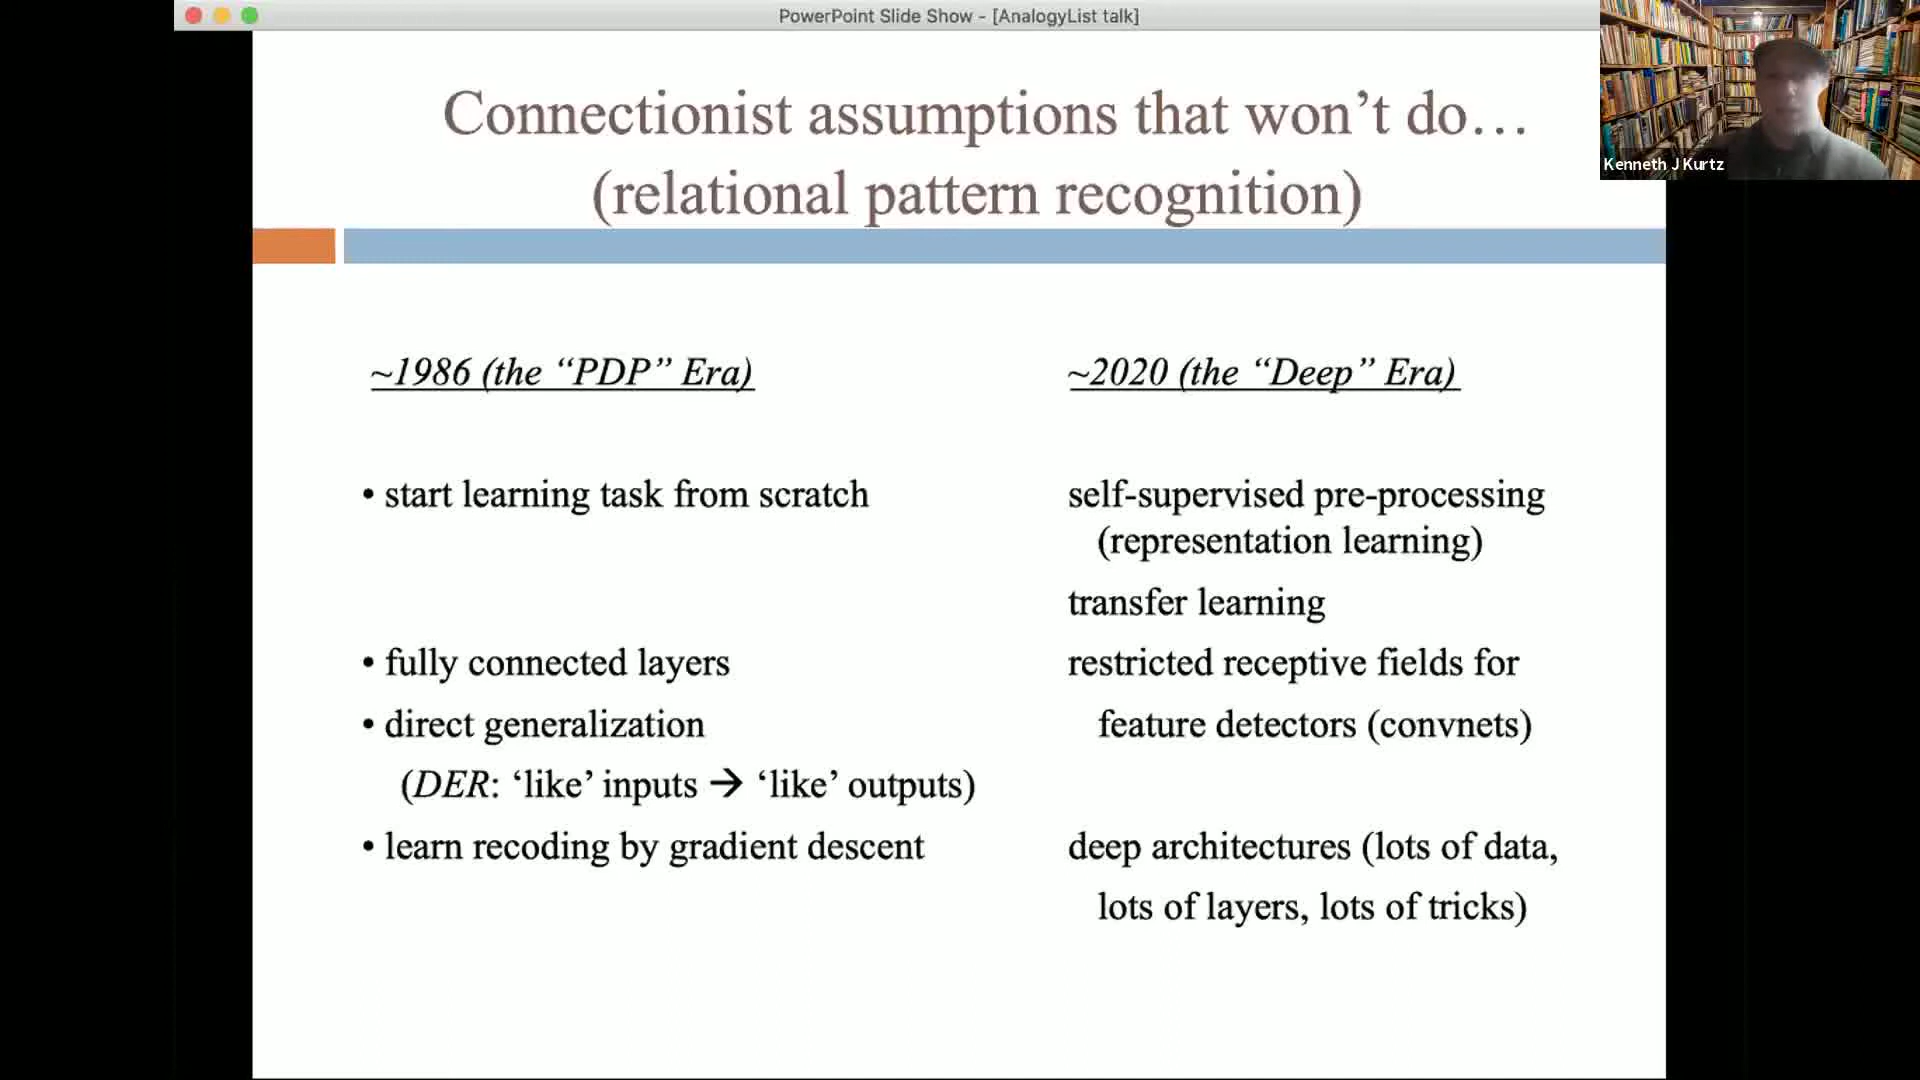 PowerPoint Slide Show - [AnalogyList talk]
Connectionist assumptions that won’t do…
(relational pattern recognition)
Kenneth J Kurtz
~1986 (the “PDP” Era)
• start learning task from scratch
• fully connected layers
• direct generalization
(DER: ‘like’ inputs → ‘like’ outputs)
• learn recoding by gradient descent
~2020 (the “Deep” Era)
self-supervised pre-processing
(representation learning)
transfer learning
restricted receptive fields for
feature detectors (convnets)
deep architectures (lots of data,
lots of layers, lots of tricks)